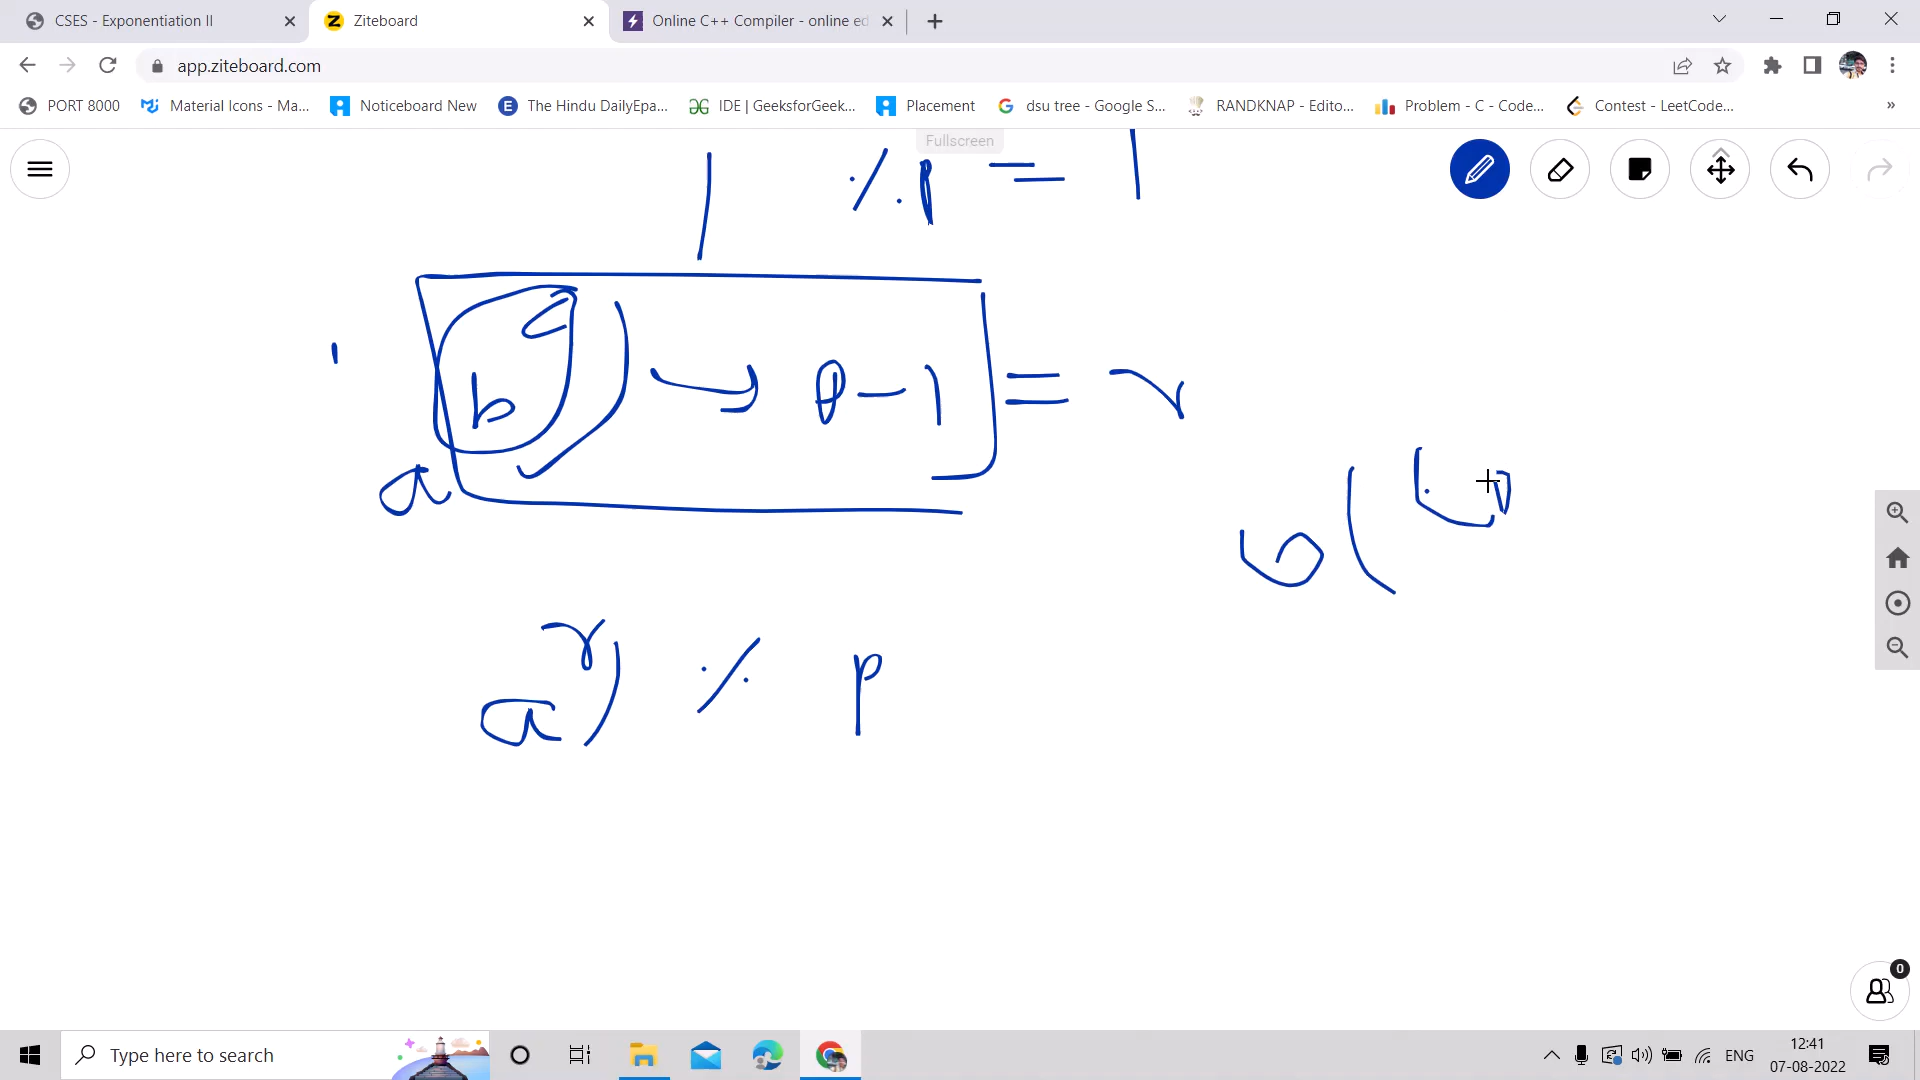 CSES - Exponentiation II
Ziteboard
Online C++ Compiler - online ed
app.ziteboard.com
PORT 8000
Material Icons - Ma...
Noticeboard New
The Hindu DailyEpa...
IDE | GeeksforGeek...
Placement
dsu tree - Google S...
RANDKNAP - Edito...
Problem - C - Code...
Contest - LeetCode...
»
Fullscreen
% p = 1
a b c ) → p - 1 = r
a r ) % p
0
Type here to search
ENG
12:41
07-08-2022